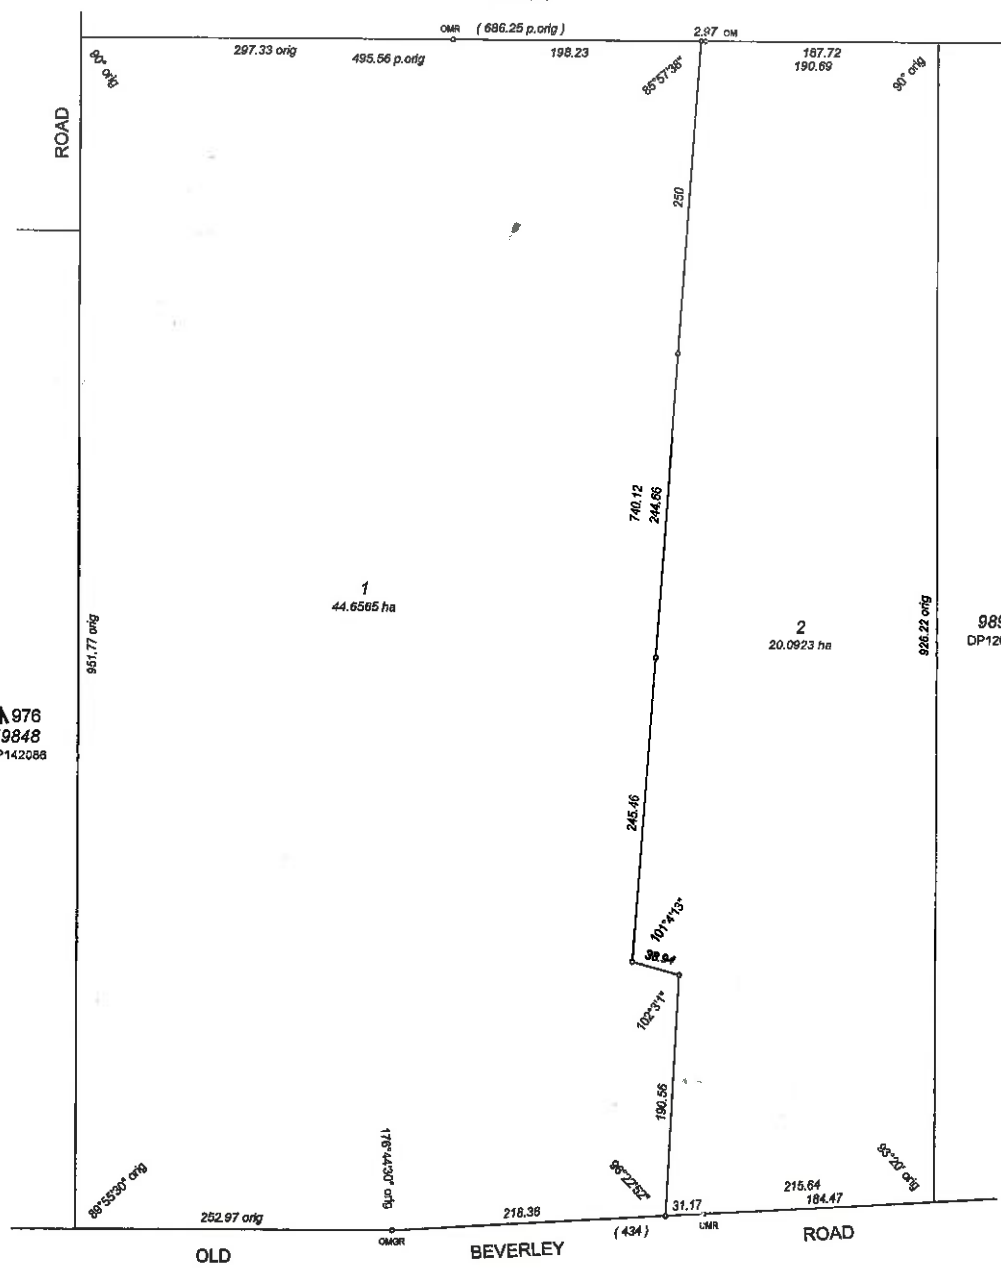 OMR ( 686.25 p.orig )
2.97 OM
297.33 orig
198.23
187.72
495.56 p.orig
190.69
90° orig
85°57'38"
90° orig
ROAD
250
740.12
244.66
1
44.6565 ha
2
20.0923 ha
951.77 orig
926.22 orig
976
9848
P142086
245.46
101°4'13"
38.94
102°3'1"
190.56
89°55'30" orig
176°44'30" orig
96°22'52"
93°20' orig
215.64
184.47
31.17
252.97 orig
218.36
OMGR
( 434 )
OLD
BEVERLEY
ROAD